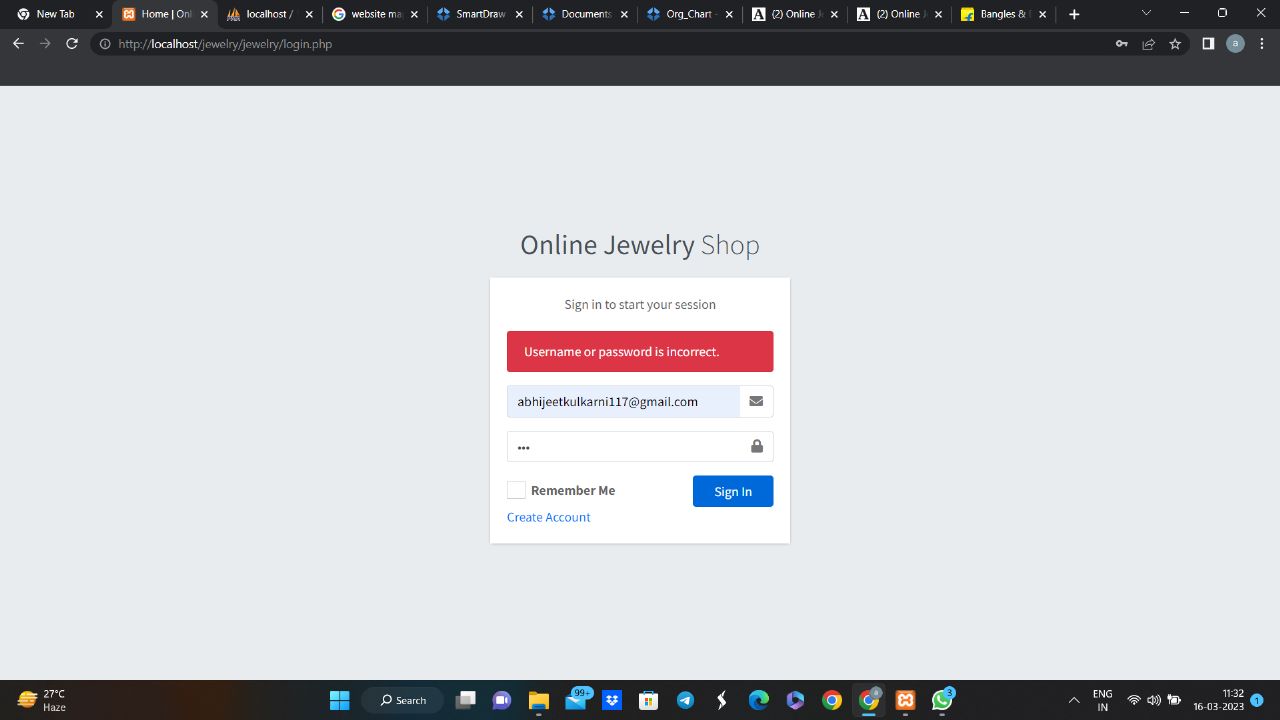 New Tab
Home | Onl
localhost /
website ma
SmartDraw
Documents
Org_Chart -
(2) Online
(2) Online J
Bangles &
http://localhost/jewelry/jewelry/login.php
a
Online Jewelry Shop
Sign in to start your session
Username or password is incorrect.
abhijeetkulkarni117@gmail.com
Remember Me
Sign In
Create Account
27°C
Haze
Search
99+
3
ENG
IN
11:32
16-03-2023
1